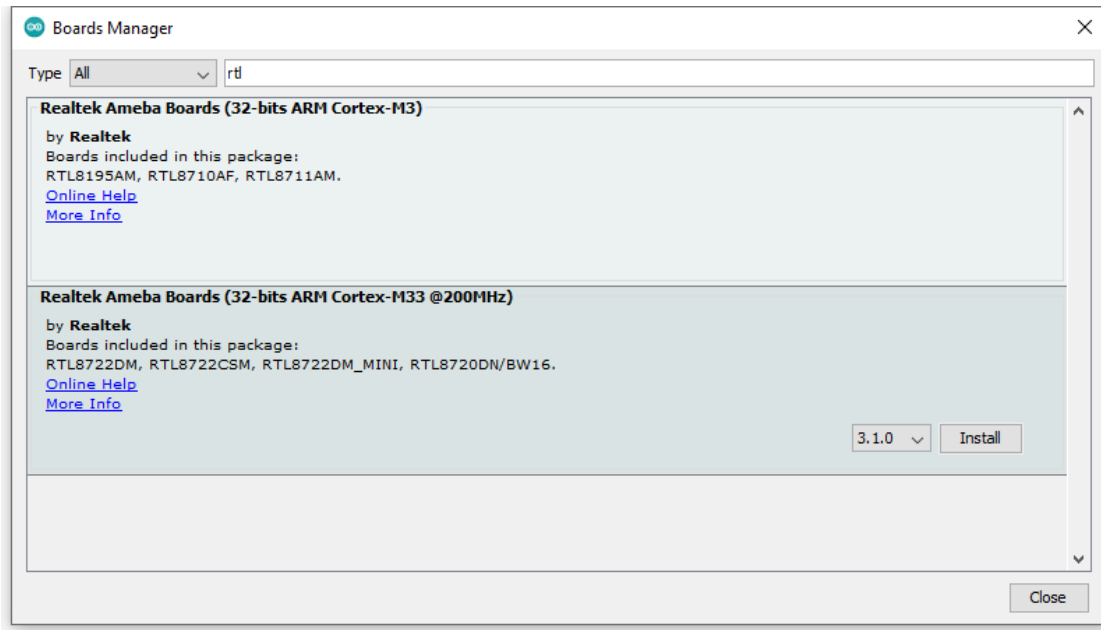 Boards Manager
Type All rtl
Realtek Ameba Boards (32-bits ARM Cortex-M3)
by Realtek
Boards included in this package:
RTL8195AM, RTL8710AF, RTL8711AM.
Online Help
More Info
Realtek Ameba Boards (32-bits ARM Cortex-M33 @200MHz)
by Realtek
Boards included in this package:
RTL8722DM, RTL8722CSM, RTL8722DM_MINI, RTL8720DN/BW16.
Online Help
More Info
3.1.0 Install
Close